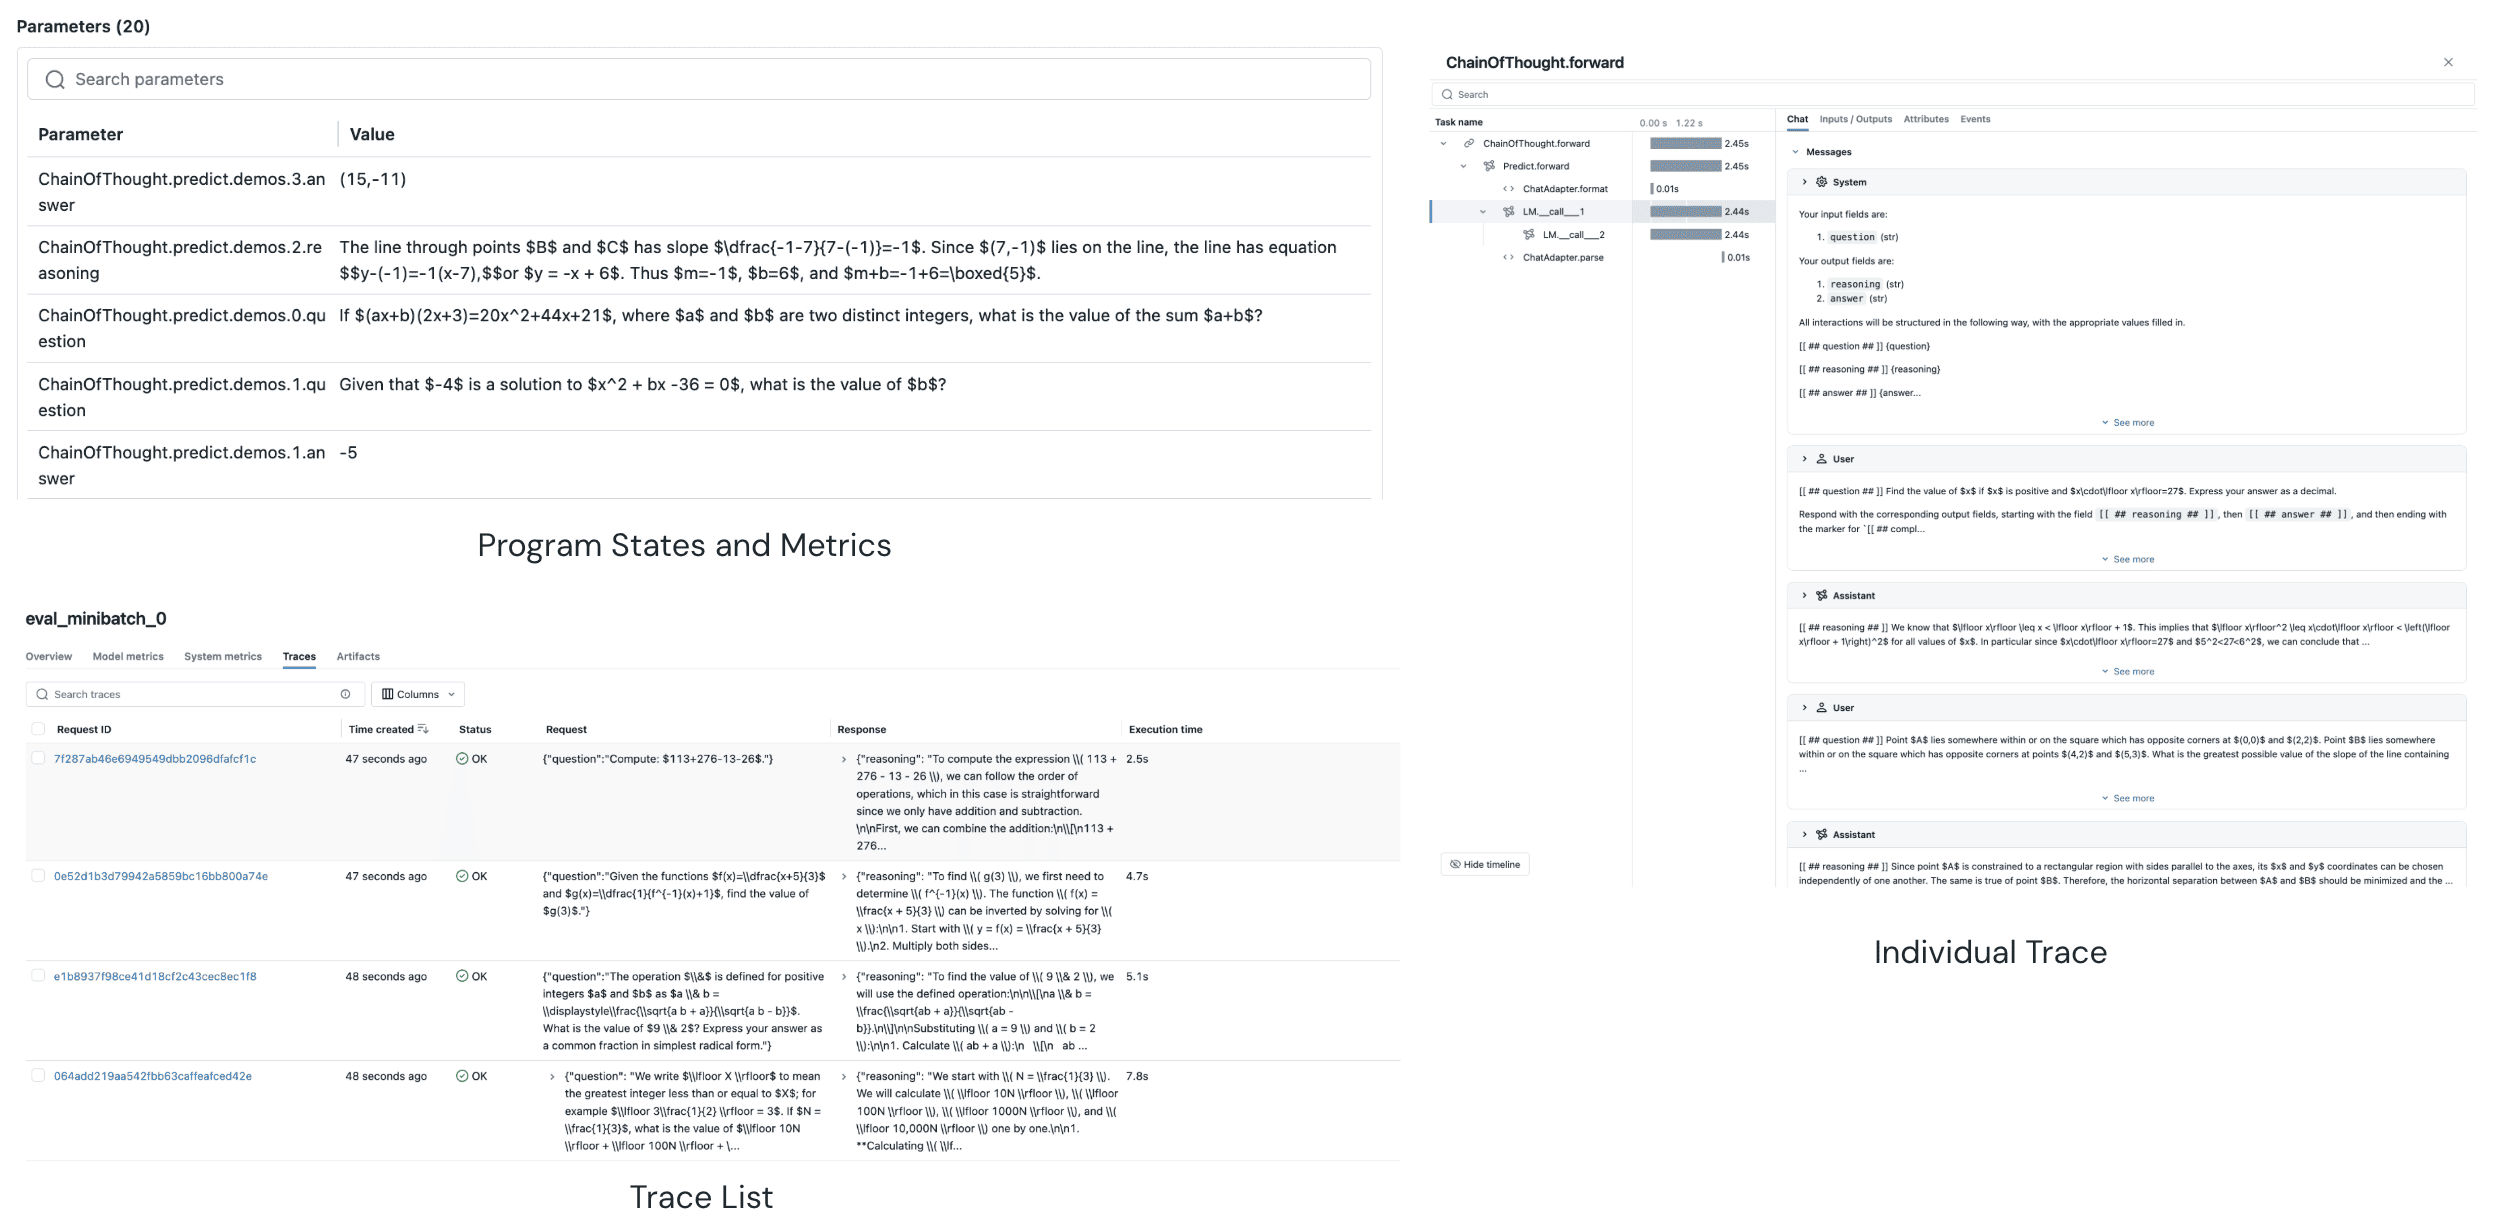 Parameters (20)
Search parameters
Parameter Value
ChainOfThought.predict.demos.3.an (15,-11)
swer
ChainOfThought.predict.demos.2.re The line through points $B$ and $C$ has slope $\dfrac{-1-7}{7-(-1)}=-1$. Since $(7,-1)$ lies on the line, the line has equation
asoning $$y-(-1)=-1(x-7),$$or $y = -x + 6$. Thus $m=-1$, $b=6$, and $m+b=-1+6=\boxed{5}$.
ChainOfThought.predict.demos.0.qu If $(ax+b)(2x+3)=20x^2+44x+21$, where $a$ and $b$ are two distinct integers, what is the value of the sum $a+b$?
estion
ChainOfThought.predict.demos.1.qu Given that $-4$ is a solution to $x^2 + bx -36 = 0$, what is the value of $b$?
estion
ChainOfThought.predict.demos.1.an -5
swer
Program States and Metrics
eval_minibatch_0
Overview Model metrics System metrics Traces Artifacts
Search traces Columns
Request ID Time created Status Request Response Execution time
7f287ab46e6949549dbb2096dfafcf1c 47 seconds ago OK {"question":"Compute: $113+276-13-26$."} {"reasoning": "To compute the expression \\( 113 + 2.5s
276 - 13 - 26 \\), we can follow the order of
operations, which in this case is straightforward
since we only have addition and subtraction.
\n\nFirst, we can combine the addition:\n\\[\n113 +
276...
0e52d1b3d79942a5859bc16bb800a74e 47 seconds ago OK {"question":"Given the functions $f(x)=\\dfrac{x+5}{3}$ {"reasoning": "To find \\( g(3) \\), we first need to 4.7s
and $g(x)=\\dfrac{1}{f^{-1}(x)+1}$, find the value of determine \\( f^{-1}(x) \\). The function \\( f(x) =
$g(3)$."} \\frac{x + 5}{3} \\) can be inverted by solving for \\(
x \\):\n\n1. Start with \\( y = f(x) = \\frac{x + 5}{3}
\\).\n2. Multiply both sides...
e1b8937f98ce41d18cf2c43cec8ec1f8 48 seconds ago OK {"question":"The operation $\\&$ is defined for positive {"reasoning": "To find the value of \\( 9 \\& 2 \\), we 5.1s
integers $a$ and $b$ as $a \\& b = will use the defined operation:\n\n\\[\na \\& b =
\\displaystyle\\frac{\\sqrt{a b + a}}{\\sqrt{a b - b}}$. \\frac{\\sqrt{ab + a}}{\\sqrt{ab -
What is the value of $9 \\& 2$? Express your answer as b}}.\n\\]\n\nSubstituting \\( a = 9 \\) and \\( b = 2
a common fraction in simplest radical form."} \\):\n\n1. Calculate \\( ab + a \\):\n \\[\n ab ...
064add219aa542fbb63caffeafced42e 48 seconds ago OK {"question": "We write $\\lfloor X \\rfloor$ to mean {"reasoning": "We start with \\( N = \\frac{1}{3} \\). 7.8s
the greatest integer less than or equal to $X$; for We will calculate \\( \\lfloor 10N \\rfloor \\), \\( \\lfloor
example $\\lfloor 3\\frac{1}{2} \\rfloor = 3$. If $N = 100N \\rfloor \\), \\( \\lfloor 1000N \\rfloor \\), and \\(
\\frac{1}{3}$, what is the value of $\\lfloor 10N \\lfloor 10,000N \\rfloor \\) one by one.\n\n1.
\\rfloor + \\lfloor 100N \\rfloor + \... **Calculating \\( \\lf...
Trace List
ChainOfThought.forward
Search
Task name 0.00 s 1.22 s
ChainOfThought.forward 2.45s
Predict.forward 2.45s
ChatAdapter.format 0.01s
LM.__call___1 2.44s
LM.__call___2 2.44s
ChatAdapter.parse 0.01s
Hide timeline
Chat Inputs / Outputs Attributes Events
Messages
System
Your input fields are:
1. question (str)
Your output fields are:
1. reasoning (str)
2. answer (str)
All interactions will be structured in the following way, with the appropriate values filled in.
[[ ## question ## ]] {question}
[[ ## reasoning ## ]] {reasoning}
[[ ## answer ## ]] {answer...
See more
User
[[ ## question ## ]] Find the value of $x$ if $x$ is positive and $x\cdot\lfloor x\rfloor=27$. Express your answer as a decimal.
Respond with the corresponding output fields, starting with the field [[ ## reasoning ## ]], then [[ ## answer ## ]], and then ending with
the marker for `[[ ## compl...
See more
Assistant
[[ ## reasoning ## ]] We know that $\lfloor x\rfloor \leq x < \lfloor x\rfloor + 1$. This implies that $\lfloor x\rfloor^2 \leq x\cdot\lfloor x\rfloor < \left(\lfloor
x\rfloor + 1\right)^2$ for all values of $x$. In particular since $x\cdot\lfloor x\rfloor=27$ and $5^2<27<6^2$, we can conclude that ...
See more
User
[[ ## question ## ]] Point $A$ lies somewhere within or on the square which has opposite corners at $(0,0)$ and $(2,2)$. Point $B$ lies somewhere
within or on the square which has opposite corners at points $(4,2)$ and $(5,3)$. What is the greatest possible value of the slope of the line containing
...
See more
Assistant
[[ ## reasoning ## ]] Since point $A$ is constrained to a rectangular region with sides parallel to the axes, its $x$ and $y$ coordinates can be chosen
independently of one another. The same is true of point $B$. Therefore, the horizontal separation between $A$ and $B$ should be minimized and the ...
Individual Trace